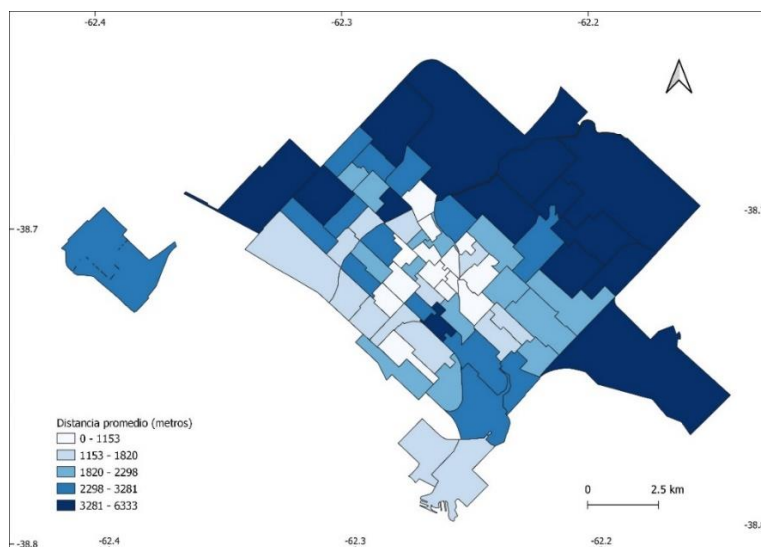 -62.4 -62.3 -62.2
-38.7
Distancia promedio (metros)
0 - 1153
1153 - 1820
1820 - 2298
2298 - 3281
3281 - 6333
0 2.5 km
-38.8
-62.4 -62.3 -62.2